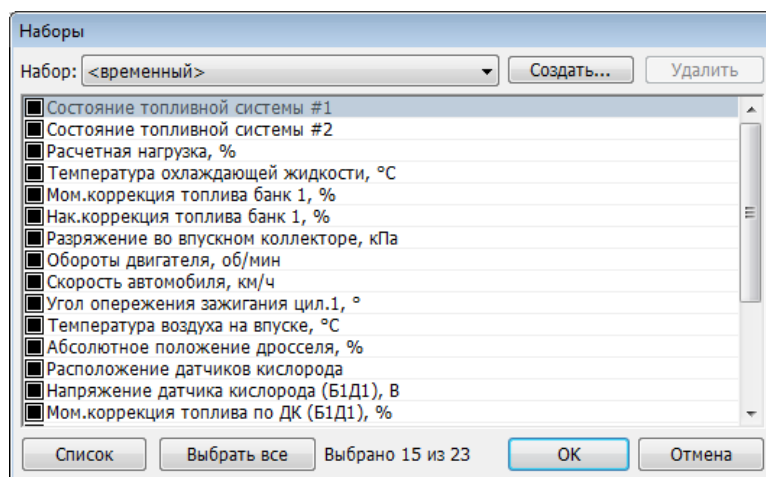 Наборы
Набор: <временный> Создать... Удалить
Состояние топливной системы #1
Состояние топливной системы #2
Расчетная нагрузка, %
Температура охлаждающей жидкости, °C
Мом.коррекция топлива банк 1, %
Нак.коррекция топлива банк 1, %
Разряжение во впускном коллекторе, кПа
Обороты двигателя, об/мин
Скорость автомобиля, км/ч
Угол опережения зажигания цил.1, °
Температура воздуха на впуске, °C
Абсолютное положение дросселя, %
Расположение датчиков кислорода
Напряжение датчика кислорода (Б1Д1), В
Мом.коррекция топлива по ДК (Б1Д1), %
Список Выбрать все Выбрано 15 из 23 OK Отмена